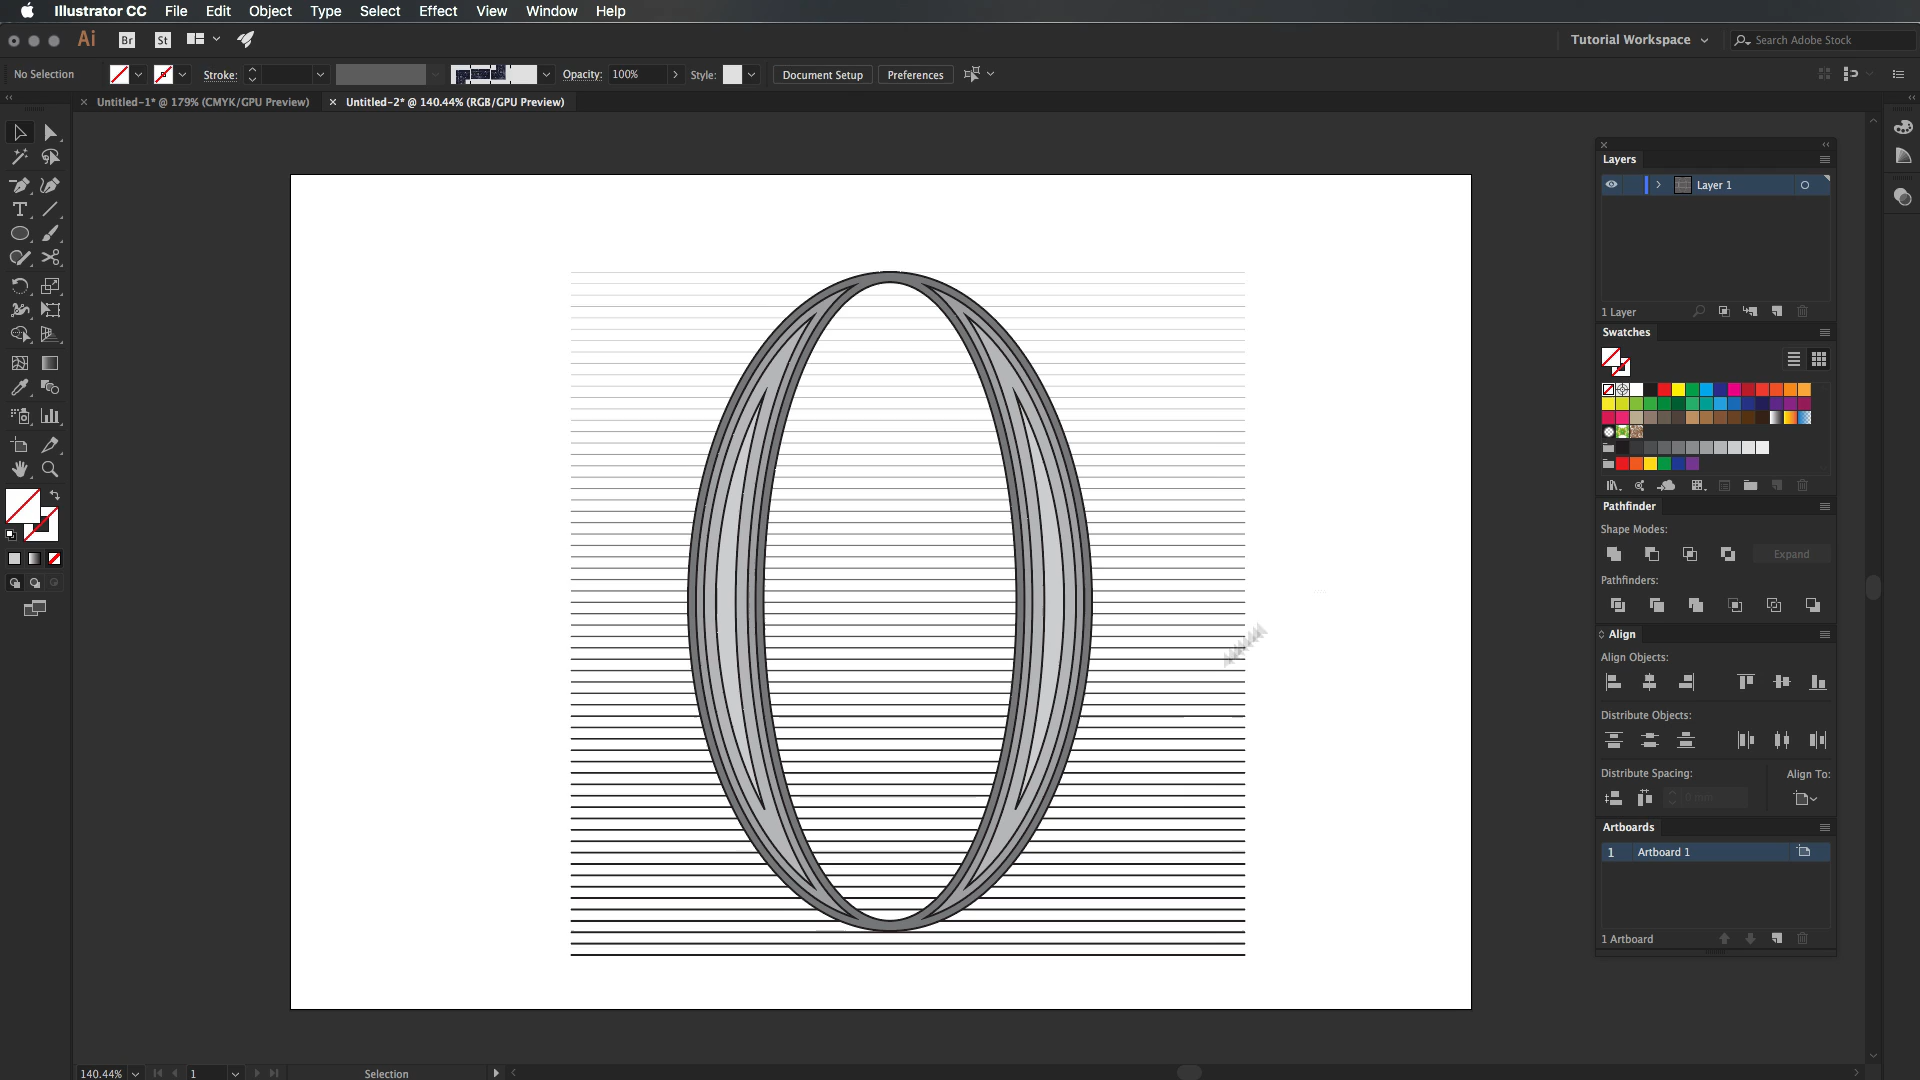 Illustrator CC File Edit Object Type Select Effect View Window Help
Ai Br St Tutorial Workspace Search Adobe Stock
No Selection Stroke: Opacity: 100% Style: Document Setup Preferences
Untitled-1* @ 179% (CMYK/GPU Preview) Untitled-2* @ 140.44% (RGB/GPU Preview)
Layers
Layer 1
1 Layer
Swatches
Pathfinder
Shape Modes:
Expand
Pathfinders:
Align
Align Objects:
Distribute Objects:
Distribute Spacing: Align To:
0 mm
Artboards
1 Artboard 1
1 Artboard
140.44% 1 Selection